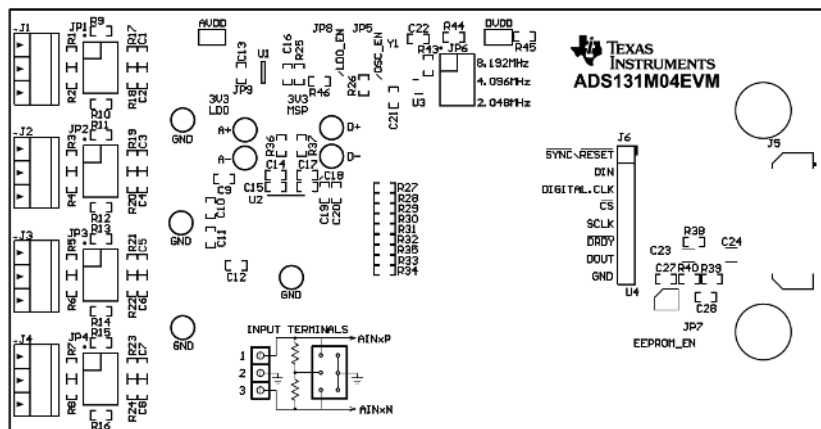 J1
R9
JP1
R1
R17
C1
R2
R18
C2
R10
J2
R11
JP2
R3
R19
C3
R4
R20
C4
R12
J3
R13
JP3
R5
R21
C5
R6
R22
C6
R14
J4
R15
JP4
R7
R23
C7
R8
R24
C8
R16
AVDD
C13
U1
C16
R25
JP9
3V3
LDO
3V3
MSP
R46
JP8
/LDO_EN
JP5
/OSC_EN
Y1
R26
C22
R44
DVDD
R45
R43
JP6
8.192MHz
4.096MHz
2.048MHz
U3
C21
GND
A+
A-
D+
D-
R36
R37
C14
C17
C9
C15
C18
U2
C10
C19
C20
C11
GND
C12
GND
GND
R27
R28
R29
R30
R31
R32
R35
R33
R34
INPUT TERMINALS
1
2
3
AINxP
AINxN
TEXAS
INSTRUMENTS
ADS131M04EVM
J5
J6
SYNC\RESET
DIN
DIGITAL.CLK
CS
SCLK
DRDY
DOUT
GND
U4
R38
C23
C24
C27
R40
R39
C28
JP7
EEPROM_EN